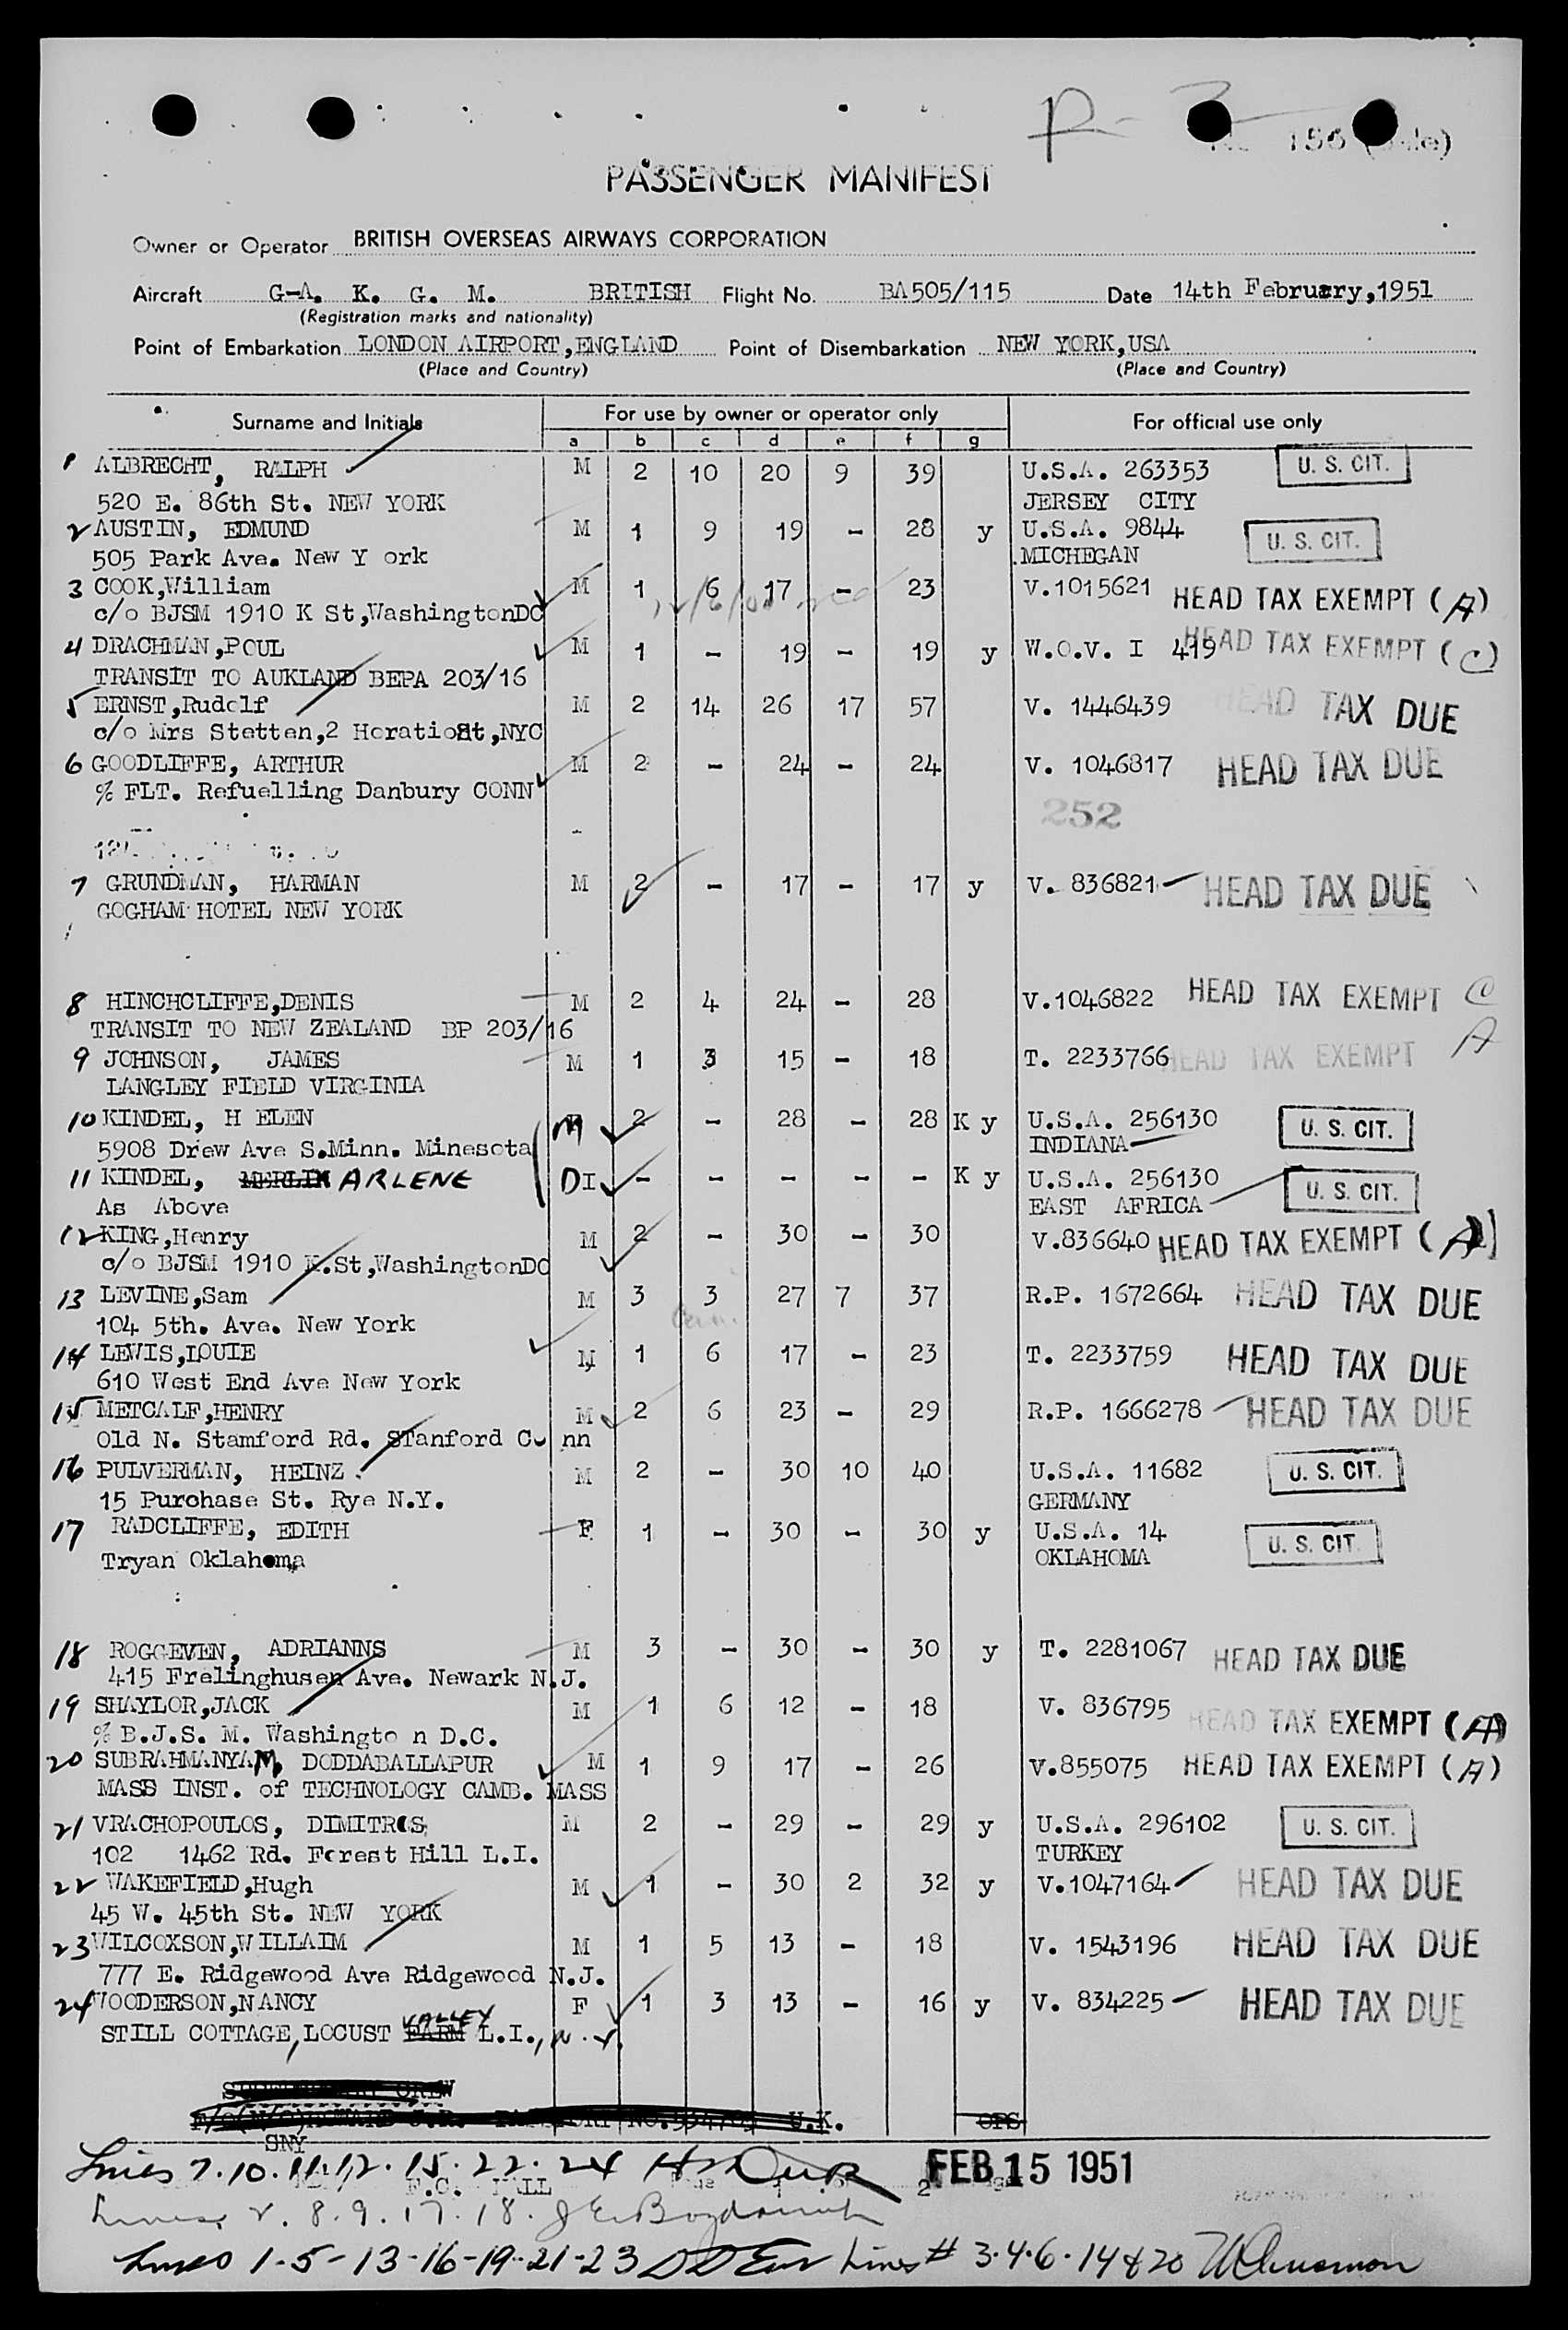 P-
156
PASSENGER MANIFEST
Owner or Operator BRITISH OVERSEAS AIRWAYS CORPORATION
Aircraft G-A. K. G. M. BRITISH Flight No. BA505/115 Date 14th February,1951
(Registration marks and nationality)
Point of Embarkation LONDON AIRPORT,ENGLAND Point of Disembarkation NEW YORK,USA
(Place and Country) (Place and Country)
Surname and Initials For use by owner or operator only For official use only
a b c d e f g
1 ALBRECHT, RALPH M 2 10 20 9 39 U.S.A. 263353 U. S. CIT.
520 E. 86th St. NEW YORK JERSEY CITY
2 AUSTIN, EDMUND M 1 9 19 - 28 y U.S.A. 9844 U. S. CIT.
505 Park Ave. New Y ork MICHEGAN
3 COOK,William M 1 6 17 - 23 V.1015621 HEAD TAX EXEMPT (A)
c/o BJSM 1910 K St,WashingtonDC
4 DRACHMAN,POUL M 1 - 19 - 19 y W.O.V. I 419 HEAD TAX EXEMPT (C)
TRANSIT TO AUKLAND BEPA 203/16
5 ERNST,Rudolf M 2 14 26 17 57 V. 1446439 HEAD TAX DUE
c/o Mrs Stetten,2 HoratioSt,NYC
6 GOODLIFFE, ARTHUR M 2 - 24 - 24 V. 1046817 HEAD TAX DUE
% FLT. Refuelling Danbury CONN
252
7 GRUNDMAN, HARMAN M 2 - 17 - 17 y V. 836821 HEAD TAX DUE
GOGHAM HOTEL NEW YORK
8 HINCHCLIFFE,DENIS M 2 4 24 - 28 V.1046822 HEAD TAX EXEMPT C
TRANSIT TO NEW ZEALAND BP 203/16
9 JOHNSON, JAMES M 1 3 15 - 18 T. 2233766 HEAD TAX EXEMPT A
LANGLEY FIELD VIRGINIA
10 KINDEL, H ELEN M 2 - 28 - 28 K y U.S.A. 256130 U. S. CIT.
5908 Drew Ave S.Minn. Minesota INDIANA
11 KINDEL, MERLIN ARLENE DI - - - - - K y U.S.A. 256130 U. S. CIT.
As Above EAST AFRICA
12 KING,Henry M 2 - 30 - 30 V.836640 HEAD TAX EXEMPT (A)
c/o BJSM 1910 K.St,WashingtonDC
13 LEVINE,Sam M 3 3 27 7 37 R.P. 1672664 HEAD TAX DUE
104 5th. Ave. New York
14 LEWIS,LOUIE M 1 6 17 - 23 T. 2233759 HEAD TAX DUE
610 West End Ave New York
15 METCALF,HENRY M 2 6 23 - 29 R.P. 1666278 HEAD TAX DUE
Old N. Stamford Rd. STanford Conn
16 PULVERMAN, HEINZ M 2 - 30 10 40 U.S.A. 11682 U. S. CIT.
15 Purchase St. Rye N.Y. GERMANY
17 RADCLIFFE, EDITH F 1 - 30 - 30 y U.S.A. 14 U. S. CIT.
Tryan Oklahoma OKLAHOMA
18 ROGGEVEN, ADRIANNS M 3 - 30 - 30 y T. 2281067 HEAD TAX DUE
415 Frelinghusen Ave. Newark N.J.
19 SHAYLOR,JACK M 1 6 12 - 18 V. 836795 HEAD TAX EXEMPT (A)
% B.J.S. M. Washingto n D.C.
20 SUBRAHMANYAM, DODDABALLAPUR M 1 9 17 - 26 V.855075 HEAD TAX EXEMPT (A)
MASS INST. of TECHNOLOGY CAMB. MASS
21 VRACHOPOULOS, DIMITROS M 2 - 29 - 29 y U.S.A. 296102 U. S. CIT.
102 1462 Rd. Forest Hill L.I. TURKEY
22 WAKEFIELD,Hugh M 1 - 30 2 32 y V.1047164 HEAD TAX DUE
45 W. 45th St. NEW YORK
23 WILCOXSON,WILLAIM M 1 5 13 - 18 V. 1543196 HEAD TAX DUE
777 E. Ridgewood Ave Ridgewood N.J.
24 WOODERSON,NANCY F 1 3 13 - 16 y V. 834225 HEAD TAX DUE
STILL COTTAGE,LOCUST FARM VALLEY L.I., N.Y.
U.K. OPS
SNY
Lines 7.10.11.12.15.22.24 FEB 15 1951
Lines 2.8.9.17.18.
Lines 1-5-13-16-19-21-23 Lines # 3.4.6.14 & 20